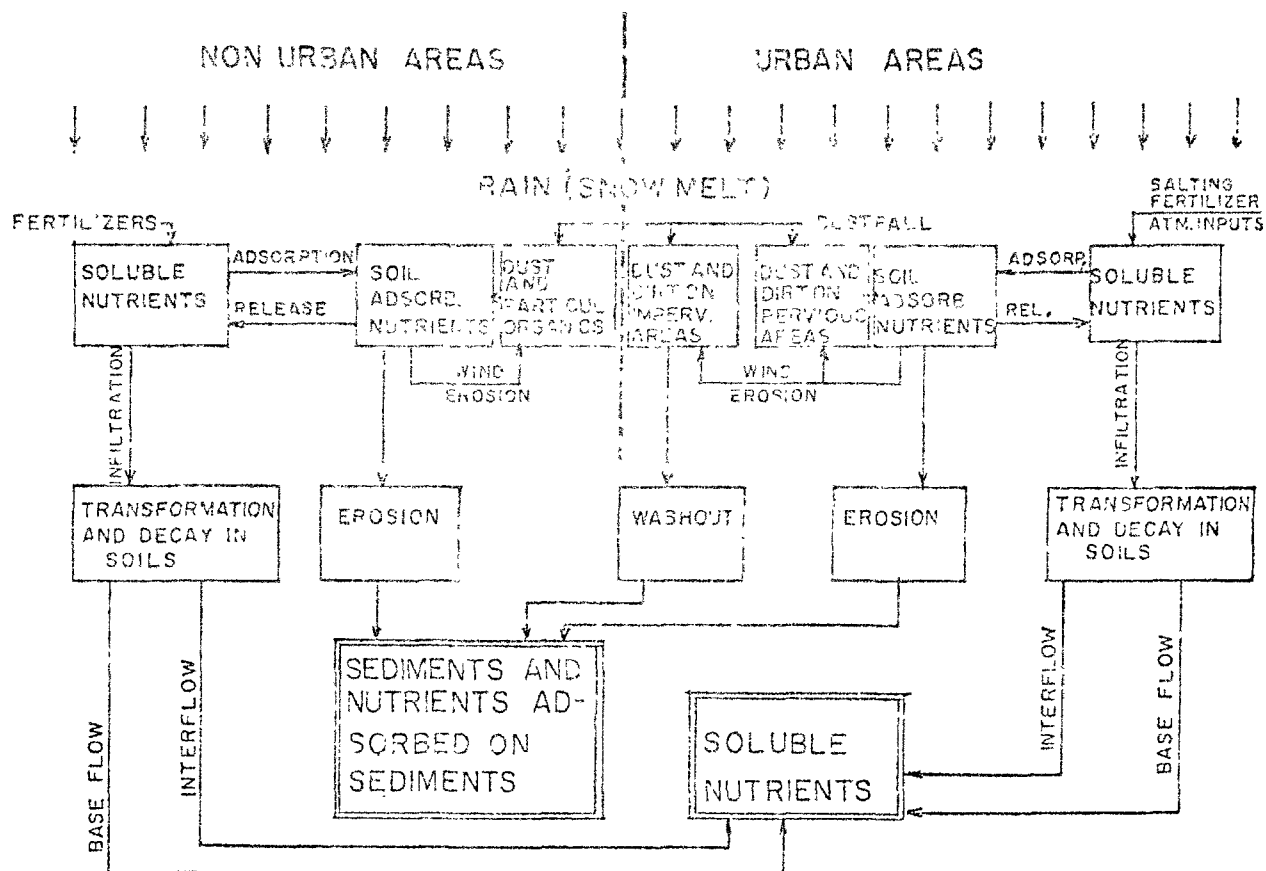 NON URBAN AREAS
URBAN AREAS
RAIN (SNOW MELT)
FERTILIZERS
DUSTFALL
SALTING
FERTILIZER
ATM. INPUTS
SOLUBLE
NUTRIENTS
ADSORPTION
RELEASE
SOIL
ADSORB.
NUTRIENTS
DUST
AND
PARTICUL.
ORGANICS
DUST AND
DIRT ON
IMPERV.
AREAS
DUST AND
DIRT ON
PERVIOUS
AREAS
SOIL
ADSORB.
NUTRIENTS
ADSORP.
REL.
SOLUBLE
NUTRIENTS
WIND
EROSION
WIND
EROSION
INFILTRATION
INFILTRATION
TRANSFORMATION
AND DECAY IN
SOILS
EROSION
WASHOUT
EROSION
TRANSFORMATION
AND DECAY IN
SOILS
BASE FLOW
INTERFLOW
SEDIMENTS AND
NUTRIENTS AD-
SORBED ON
SEDIMENTS
SOLUBLE
NUTRIENTS
INTERFLOW
BASE FLOW